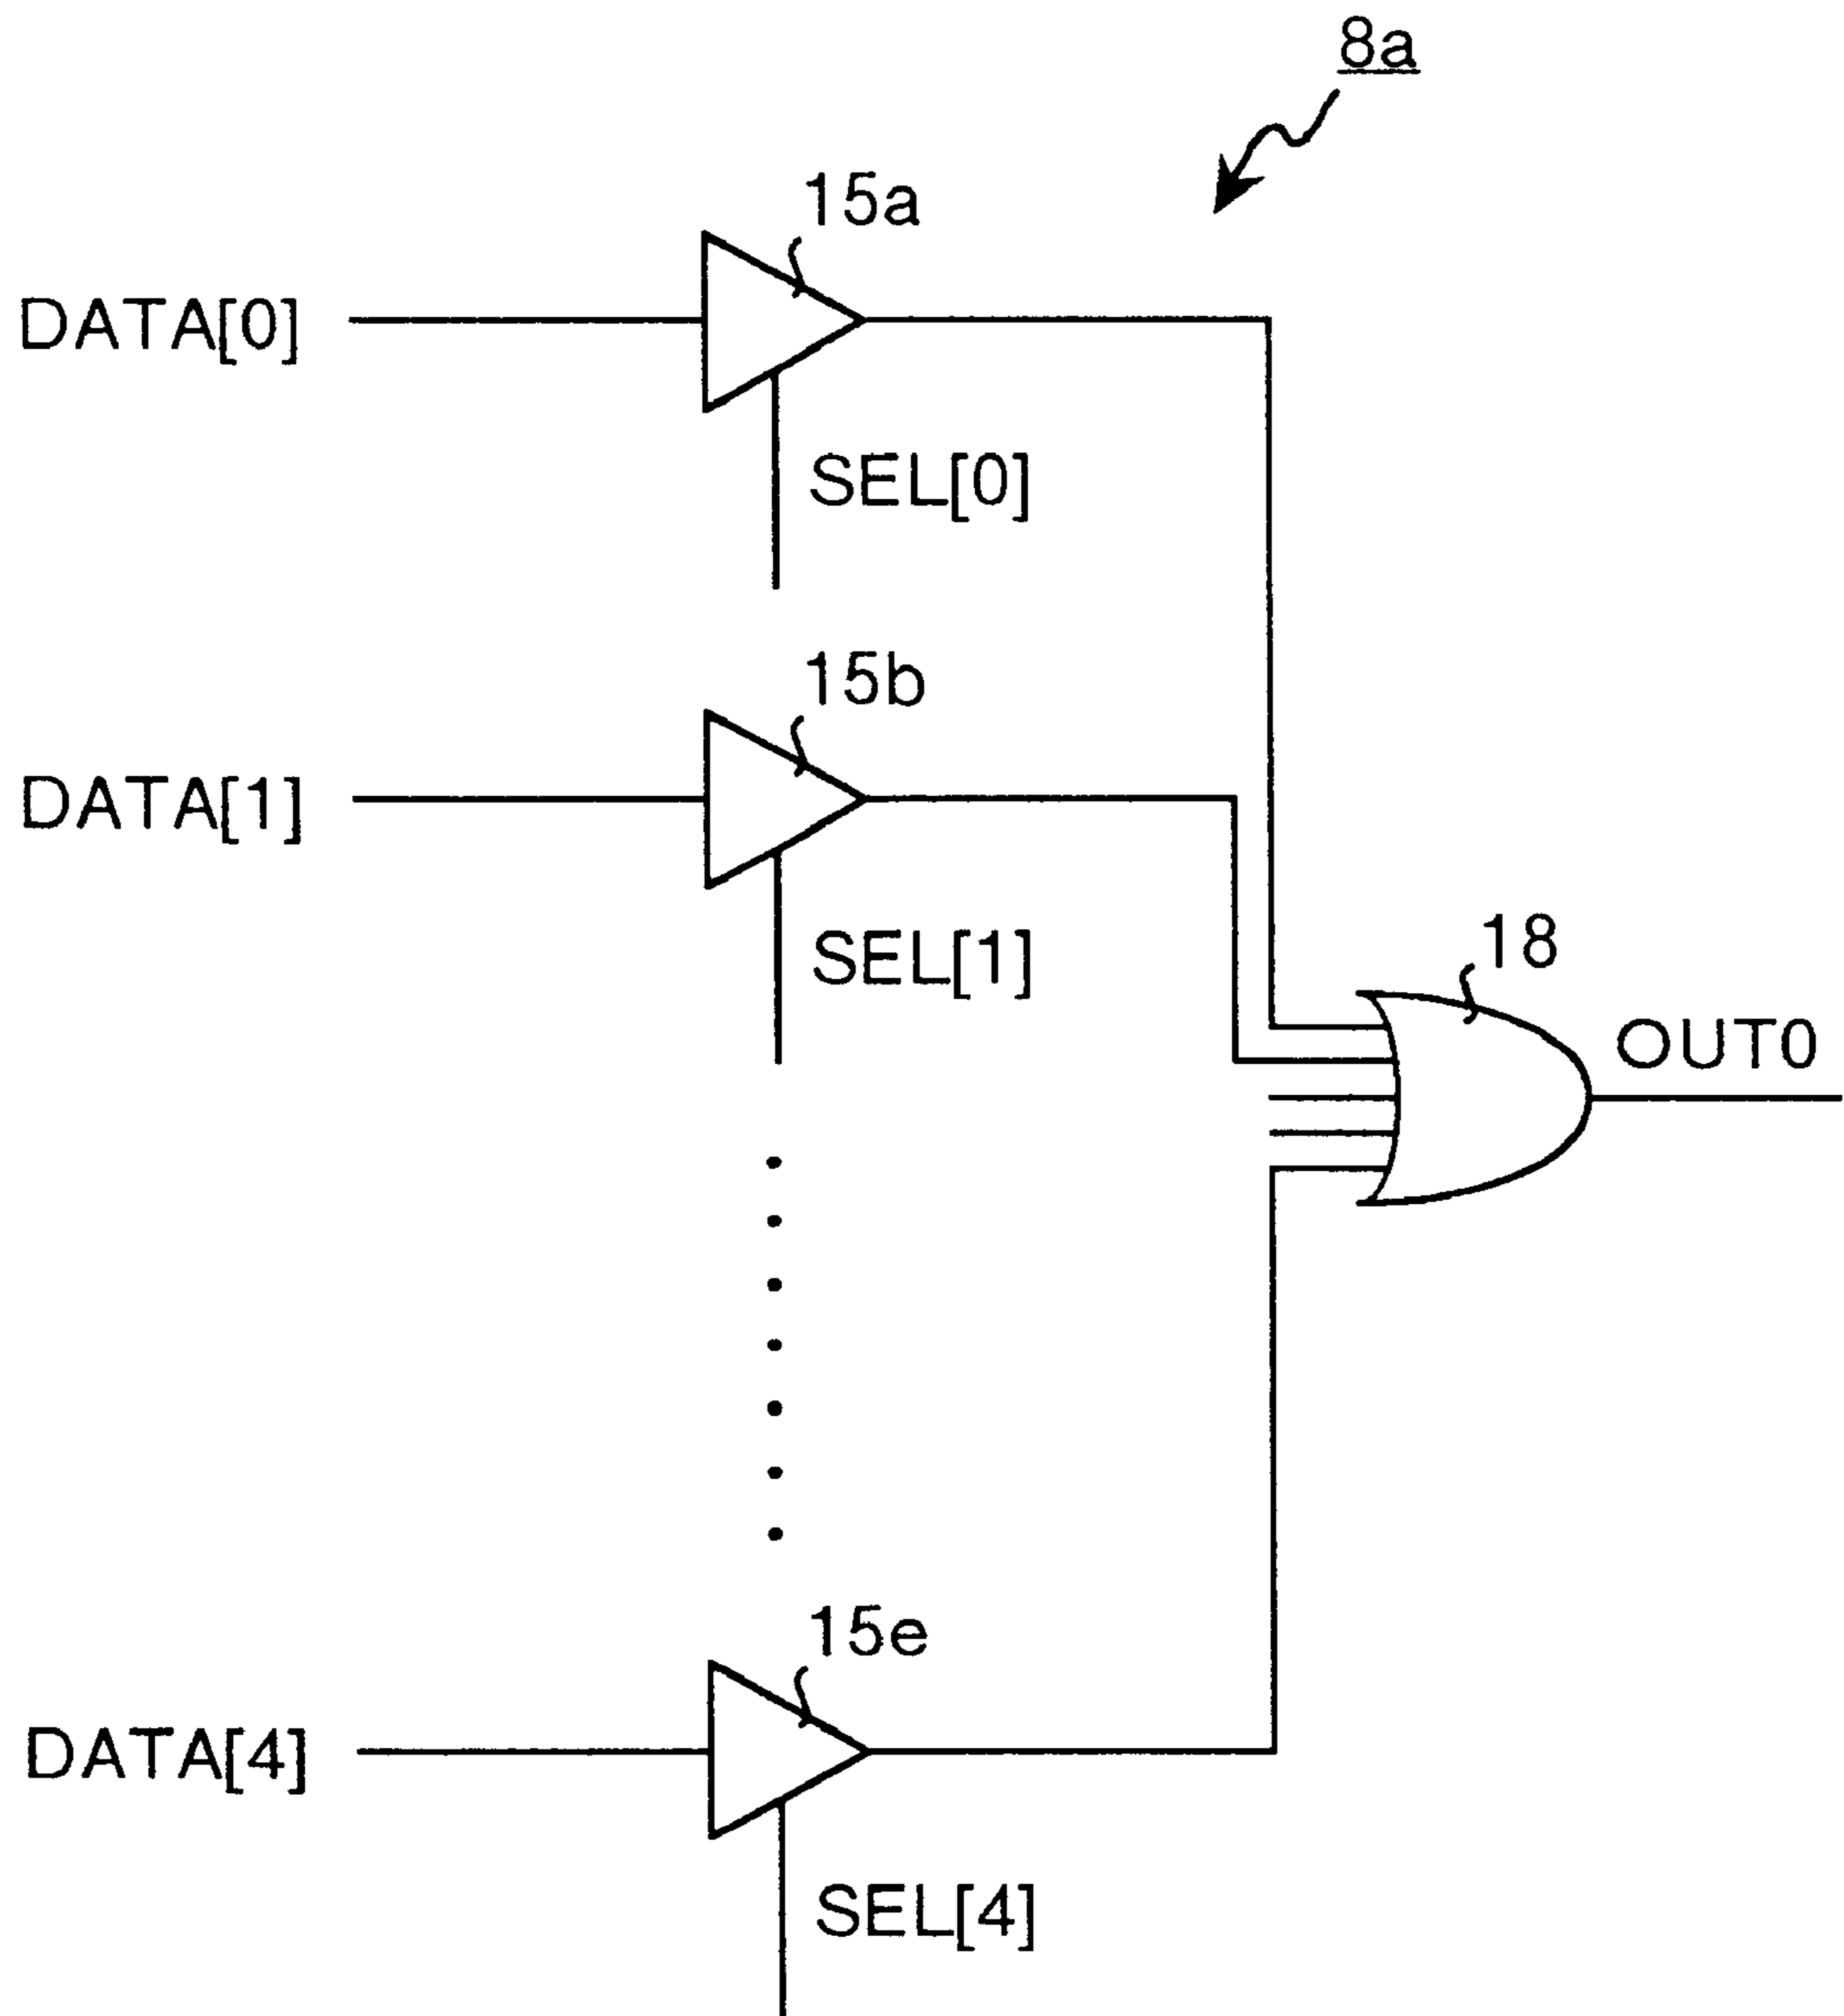 8a
15a
DATA[0]
SEL[0]
15b
DATA[1]
SEL[1]
18
OUT0
15e
DATA[4]
SEL[4]